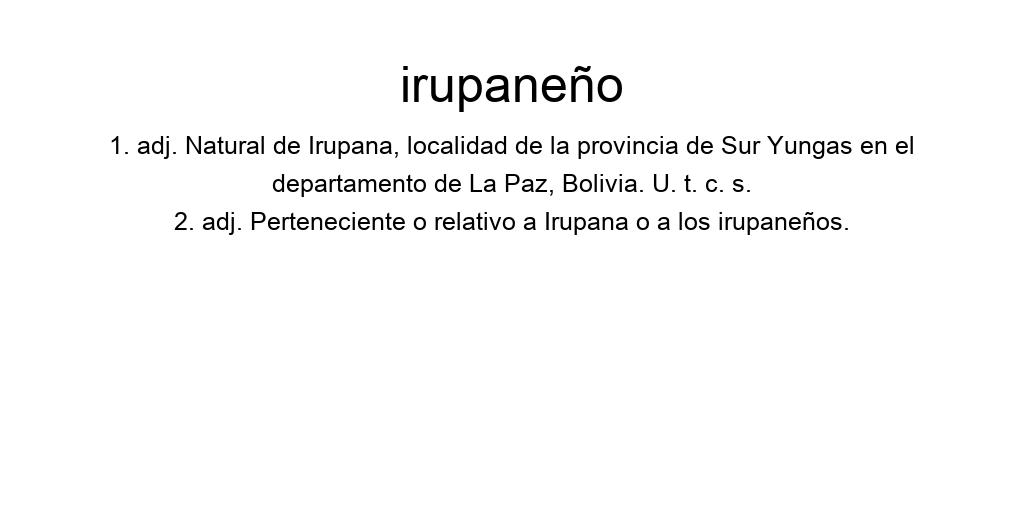 irupaneño
1. adj. Natural de Irupana, localidad de la provincia de Sur Yungas en el
departamento de La Paz, Bolivia. U. t. c. s.
2. adj. Perteneciente o relativo a Irupana o a los irupaneños.